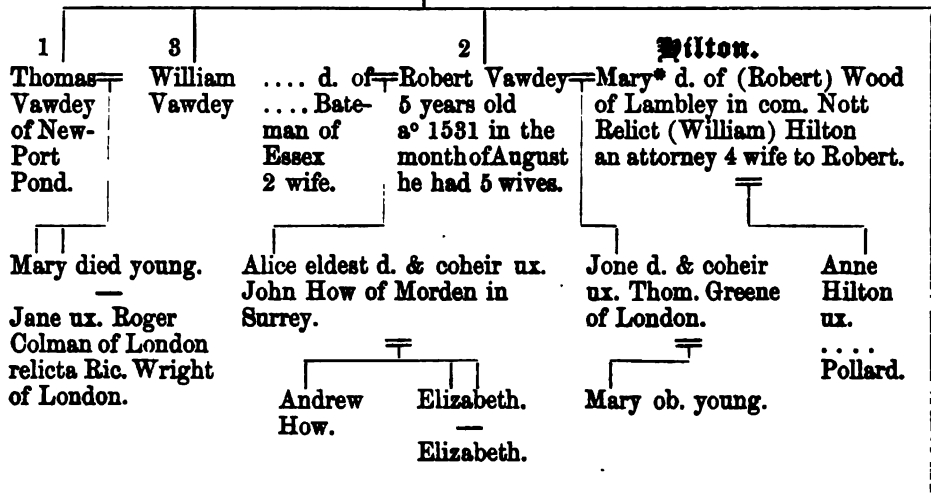 1
Thomas
Vawdey
of New-
Port
Pond.
3
William
Vawdey
.... d. of
.... Bate-
man of
Essex
2 wife.
2
Robert Vawdey
5 years old
aº 1531 in the
month of August
he had 5 wives.
Hilton.
Mary* d. of (Robert) Wood
of Lambley in com. Nott
Relict (William) Hilton
an attorney 4 wife to Robert.
Mary died young.
—
Jane ux. Roger
Colman of London
relicta Ric. Wright
of London.
Alice eldest d. & coheir ux.
John How of Morden in
Surrey.
Jone d. & coheir
ux. Thom. Greene
of London.
Anne
Hilton
ux.
....
Pollard.
Andrew
How.
Elizabeth.
—
Elizabeth.
Mary ob. young.